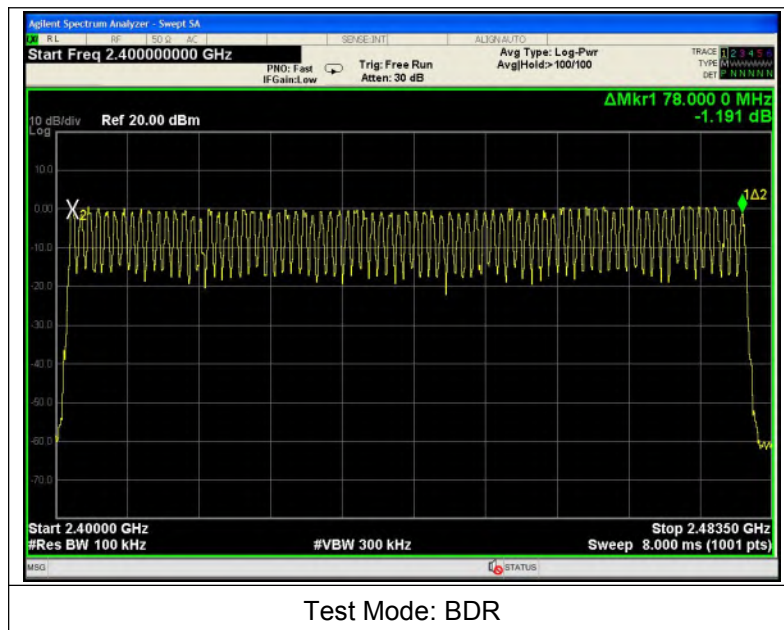 Agilent Spectrum Analyzer - Swept SA
RL RF 50 Ω AC SENSE:INT ALIGNAUTO
Start Freq 2.400000000 GHz
PNO: Fast
IFGain:Low
Trig: Free Run
Atten: 30 dB
Avg Type: Log-Pwr
Avg|Hold:>100/100
TRACE 1 2 3 4 5 6
TYPE M
DET P N N N N N
ΔMkr1 78.000 0 MHz
-1.191 dB
10 dB/div Ref 20.00 dBm
Log
10.0
0.00
-10.0
-20.0
-30.0
-40.0
-50.0
-60.0
-70.0
X2
1Δ2
Start 2.40000 GHz Stop 2.48350 GHz
#Res BW 100 kHz #VBW 300 kHz Sweep 8.000 ms (1001 pts)
MSG STATUS
Test Mode: BDR